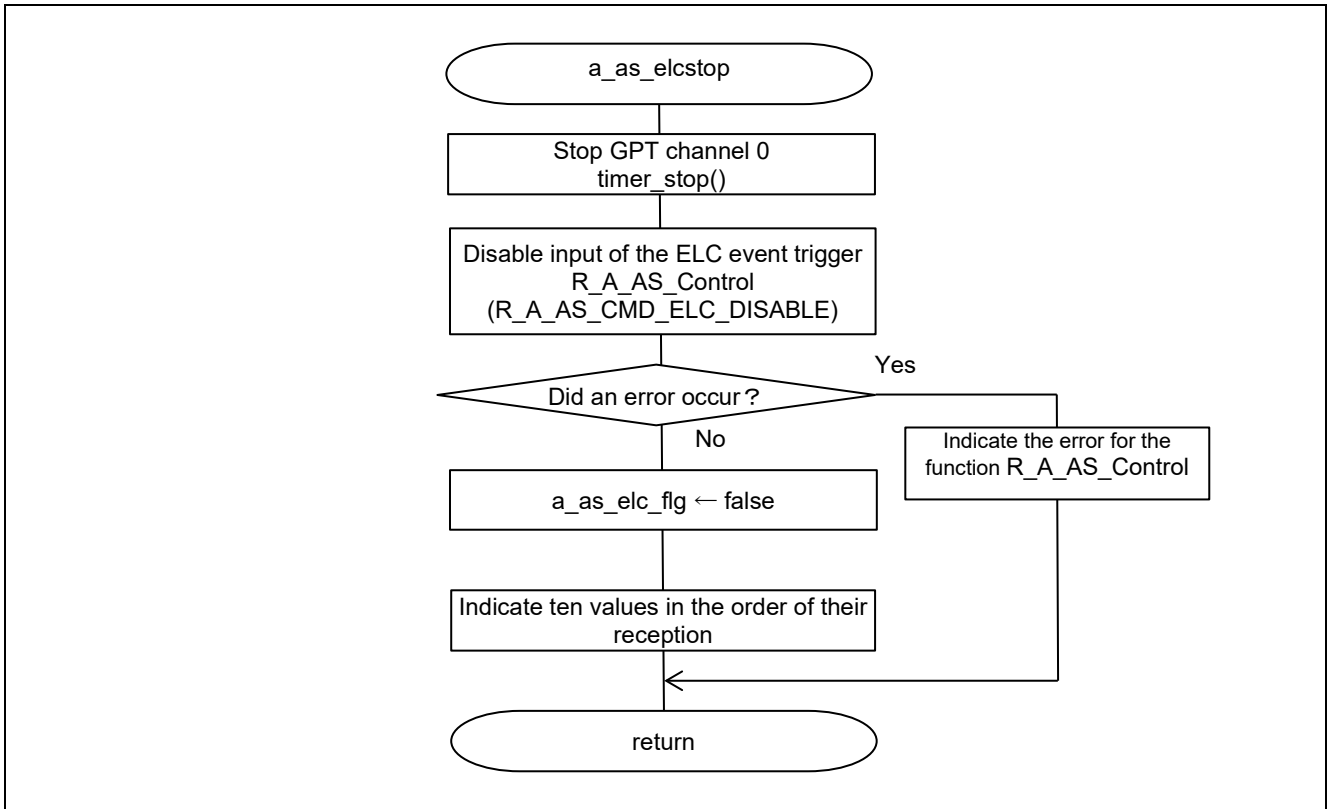 a_as_elcstop
Stop GPT channel 0
timer_stop()
Disable input of the ELC event trigger
R_A_AS_Control
(R_A_AS_CMD_ELC_DISABLE)
Did an error occur？
Yes
No
Indicate the error for the
function R_A_AS_Control
a_as_elc_flg ← false
Indicate ten values in the order of their
reception
return